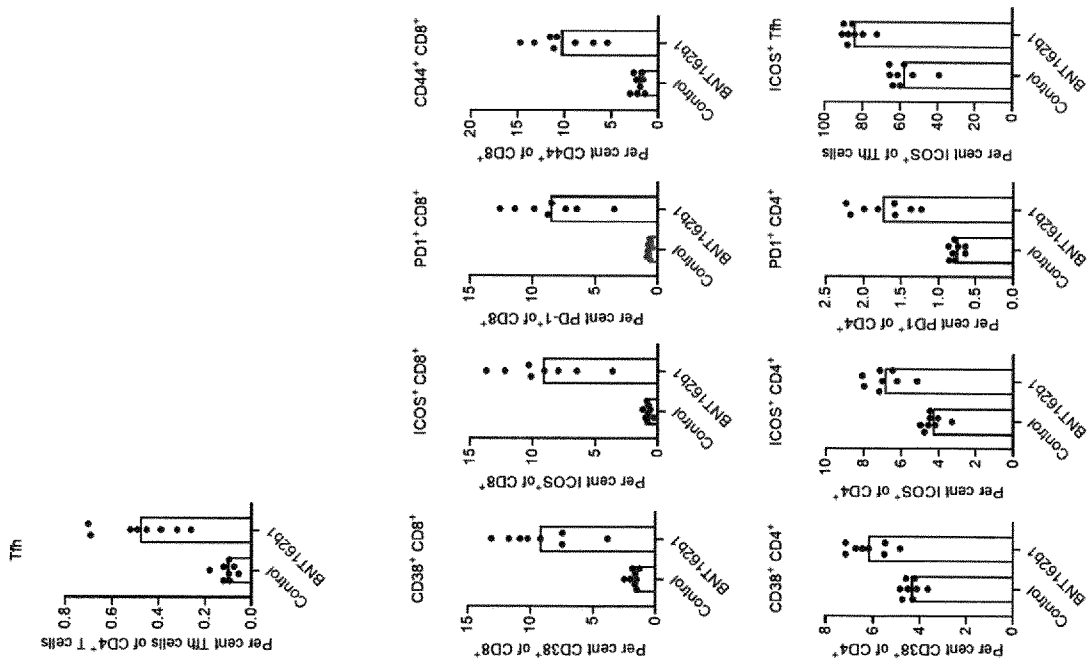 Tfh
Per cent Tfh cells of CD4⁺ T cells
0.8
0.6
0.4
0.2
0.0
Control
BNT162b1
CD38⁺ CD8⁺
Per cent CD38⁺ of CD8⁺
15
10
5
0
Control
BNT162b1
ICOS⁺ CD8⁺
Per cent ICOS⁺of CD8⁺
15
10
5
0
Control
BNT162b1
PD1⁺ CD8⁺
Per cent PD-1⁺of CD8⁺
15
10
5
0
Control
BNT162b1
CD44⁺ CD8⁺
Per cent CD44⁺ of CD8⁺
20
15
10
5
0
Control
BNT162b1
CD38⁺ CD4⁺
Per cent CD38⁺ of CD4⁺
8
6
4
2
0
Control
BNT162b1
ICOS⁺ CD4⁺
Per cent ICOS⁺ of CD4⁺
10
8
6
4
2
0
Control
BNT162b1
PD1⁺ CD4⁺
Per cent PD1⁺ of CD4⁺
2.5
2.0
1.5
1.0
0.5
0.0
Control
BNT162b1
ICOS⁺ Tfh
Per cent ICOS⁺ of Tfh cells
100
80
60
40
20
0
Control
BNT162b1